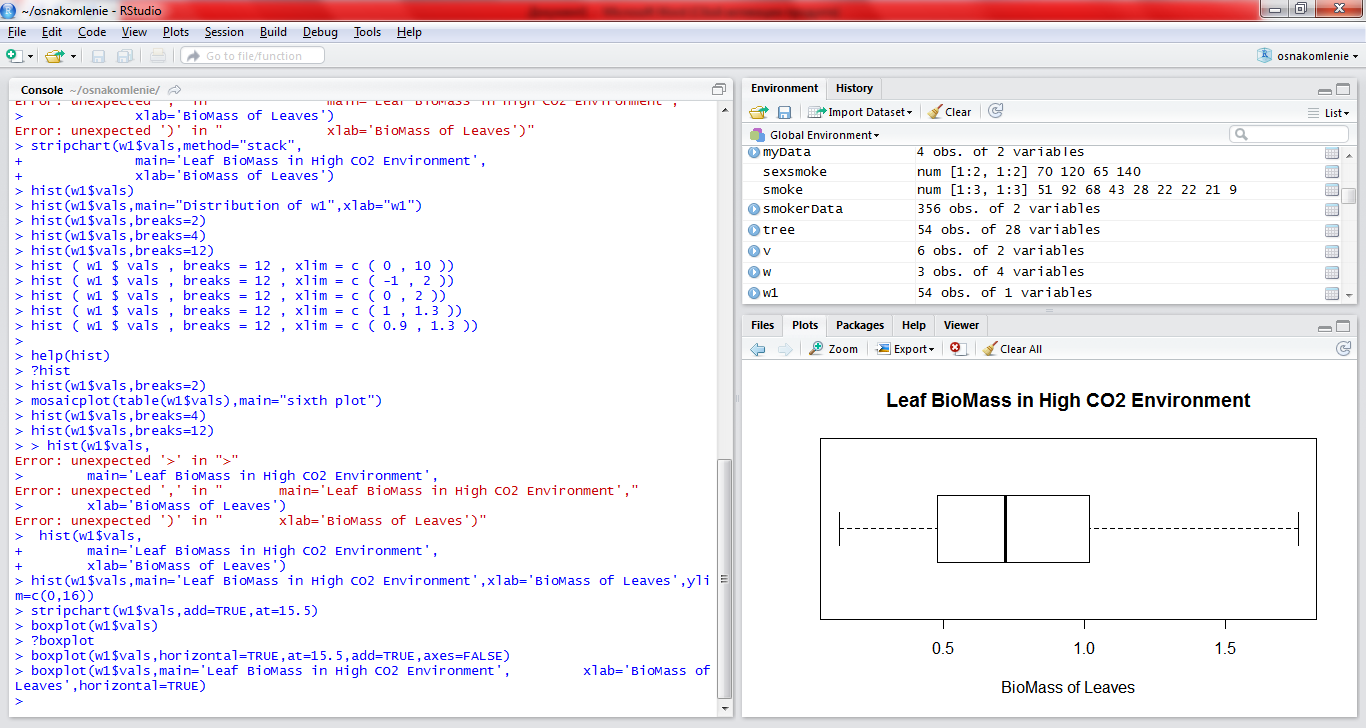 ~/osnakomlenie - RStudio
File Edit Code View Plots Session Build Debug Tools Help
Go to file/function
osnakomlenie
Console ~/osnakomlenie/
Error: unexpected ',' in " main='Leaf BioMass in High CO2 Environment',"
> xlab='BioMass of Leaves')
Error: unexpected ')' in " xlab='BioMass of Leaves')"
> stripchart(w1$vals,method="stack",
+ main='Leaf BioMass in High CO2 Environment',
+ xlab='BioMass of Leaves')
> hist(w1$vals)
> hist(w1$vals,main="Distribution of w1",xlab="w1")
> hist(w1$vals,breaks=2)
> hist(w1$vals,breaks=4)
> hist(w1$vals,breaks=12)
> hist ( w1 $ vals , breaks = 12 , xlim = c ( 0 , 10 ))
> hist ( w1 $ vals , breaks = 12 , xlim = c ( -1 , 2 ))
> hist ( w1 $ vals , breaks = 12 , xlim = c ( 0 , 2 ))
> hist ( w1 $ vals , breaks = 12 , xlim = c ( 1 , 1.3 ))
> hist ( w1 $ vals , breaks = 12 , xlim = c ( 0.9 , 1.3 ))
>
> help(hist)
> ?hist
> hist(w1$vals,breaks=2)
> mosaicplot(table(w1$vals),main="sixth plot")
> hist(w1$vals,breaks=4)
> hist(w1$vals,breaks=12)
> > hist(w1$vals,
Error: unexpected '>' in ">"
> main='Leaf BioMass in High CO2 Environment',
Error: unexpected ',' in " main='Leaf BioMass in High CO2 Environment',"
> xlab='BioMass of Leaves')
Error: unexpected ')' in " xlab='BioMass of Leaves')"
> hist(w1$vals,
+ main='Leaf BioMass in High CO2 Environment',
+ xlab='BioMass of Leaves')
> hist(w1$vals,main='Leaf BioMass in High CO2 Environment',xlab='BioMass of Leaves',yli
m=c(0,16))
> stripchart(w1$vals,add=TRUE,at=15.5)
> boxplot(w1$vals)
> ?boxplot
> boxplot(w1$vals,horizontal=TRUE,at=15.5,add=TRUE,axes=FALSE)
> boxplot(w1$vals,main='Leaf BioMass in High CO2 Environment', xlab='BioMass of
Leaves',horizontal=TRUE)
>
Environment History
Import Dataset Clear List
Global Environment
myData 4 obs. of 2 variables
sexsmoke num [1:2, 1:2] 70 120 65 140
smoke num [1:3, 1:3] 51 92 68 43 28 22 22 21 9
smokerData 356 obs. of 2 variables
tree 54 obs. of 28 variables
v 6 obs. of 2 variables
w 3 obs. of 4 variables
w1 54 obs. of 1 variables
Files Plots Packages Help Viewer
Zoom Export Clear All
Leaf BioMass in High CO2 Environment
0.5 1.0 1.5
BioMass of Leaves